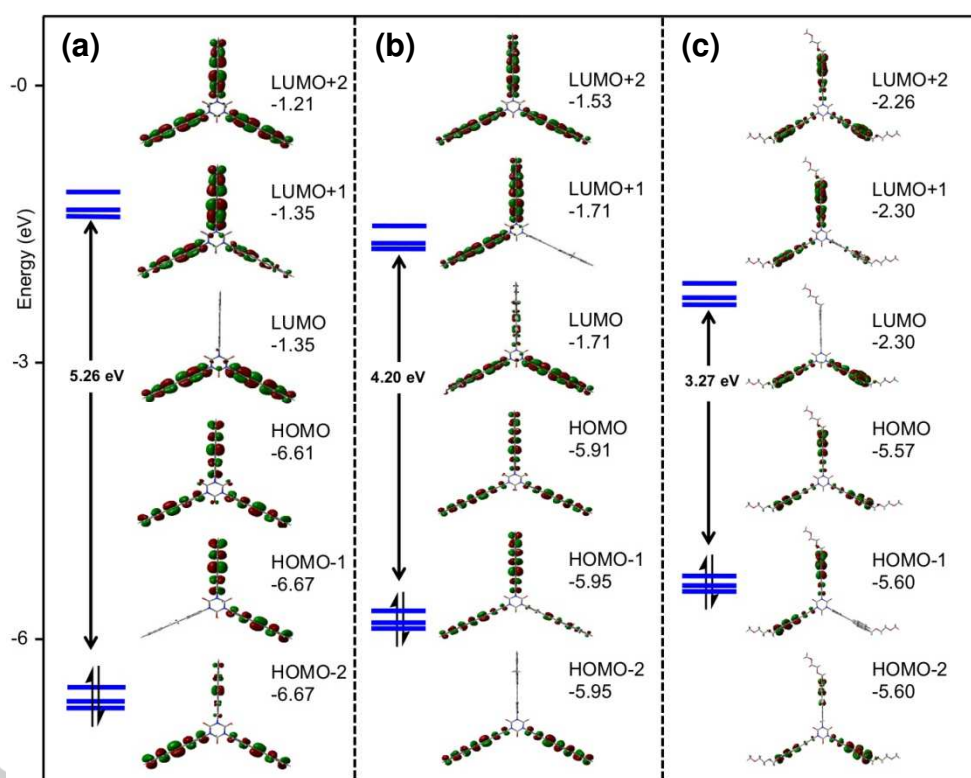 (a)
LUMO+2
-1.21
LUMO+1
-1.35
LUMO
-1.35
5.26 eV
HOMO
-6.61
HOMO-1
-6.67
HOMO-2
-6.67
(b)
LUMO+2
-1.53
LUMO+1
-1.71
LUMO
-1.71
4.20 eV
HOMO
-5.91
HOMO-1
-5.95
HOMO-2
-5.95
(c)
LUMO+2
-2.26
LUMO+1
-2.30
LUMO
-2.30
3.27 eV
HOMO
-5.57
HOMO-1
-5.60
HOMO-2
-5.60
Energy (eV)
-0
-3
-6